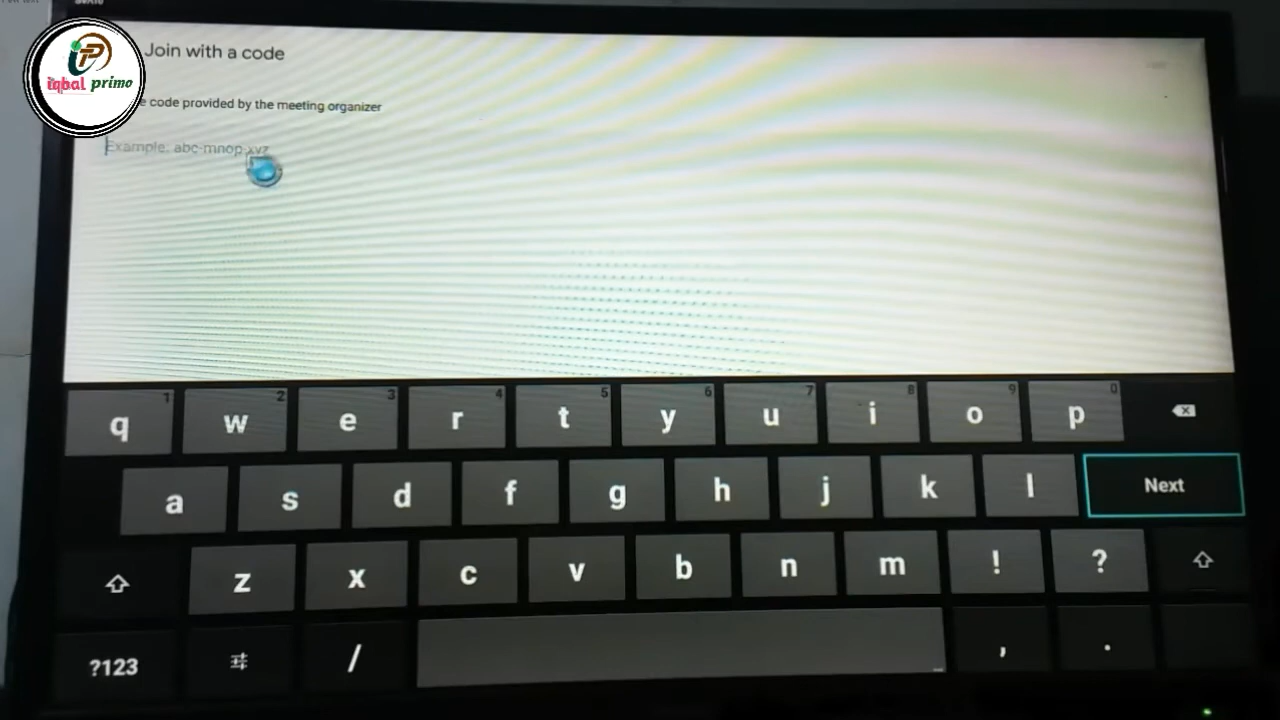 iP
iqbal primo
Join with a code
e code provided by the meeting organizer
Example: abc-mnop-xyz
q 1 w 2 e 3 r 4 t 5 y 6 u 7 i 8 o 9 p 0
a s d f g h j k l Next
z x c v b n m ! ?
?123 / , .